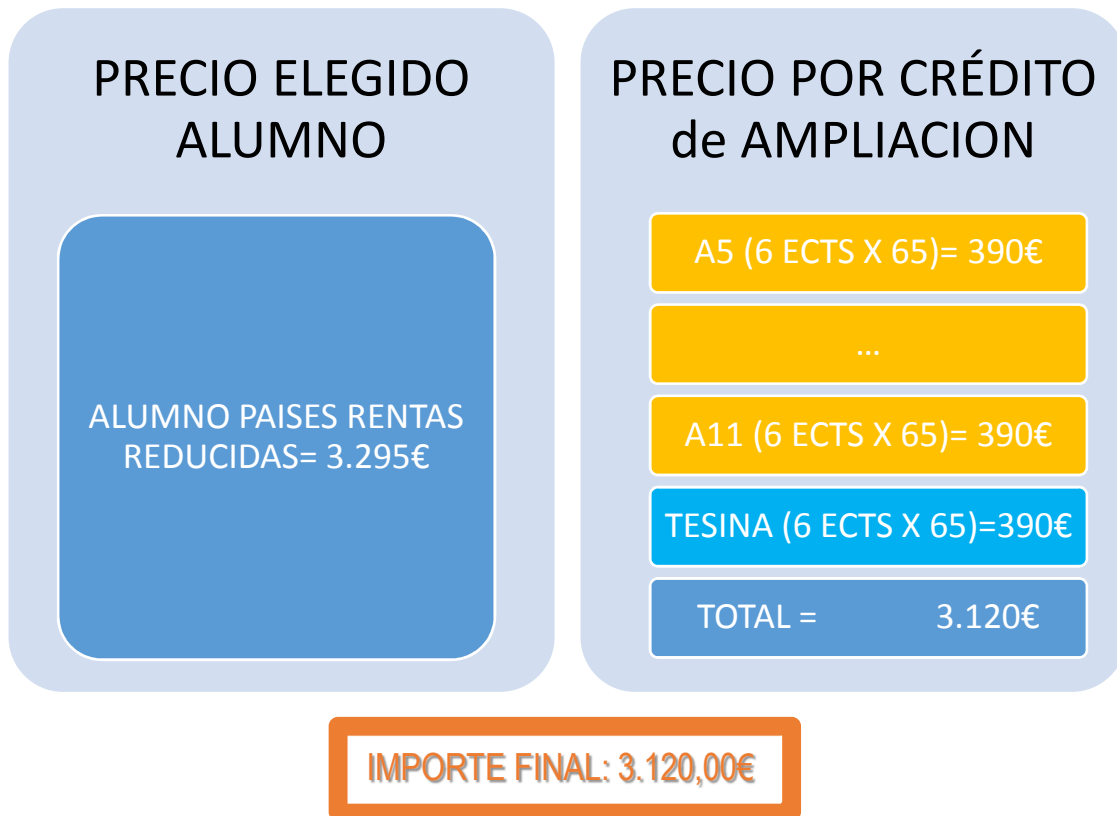 PRECIO ELEGIDO
ALUMNO
ALUMNO PAISES RENTAS
REDUCIDAS= 3.295€
PRECIO POR CRÉDITO
de AMPLIACION
A5 (6 ECTS X 65)= 390€
...
A11 (6 ECTS X 65)= 390€
TESINA (6 ECTS X 65)=390€
TOTAL = 3.120€
IMPORTE FINAL: 3.120,00€